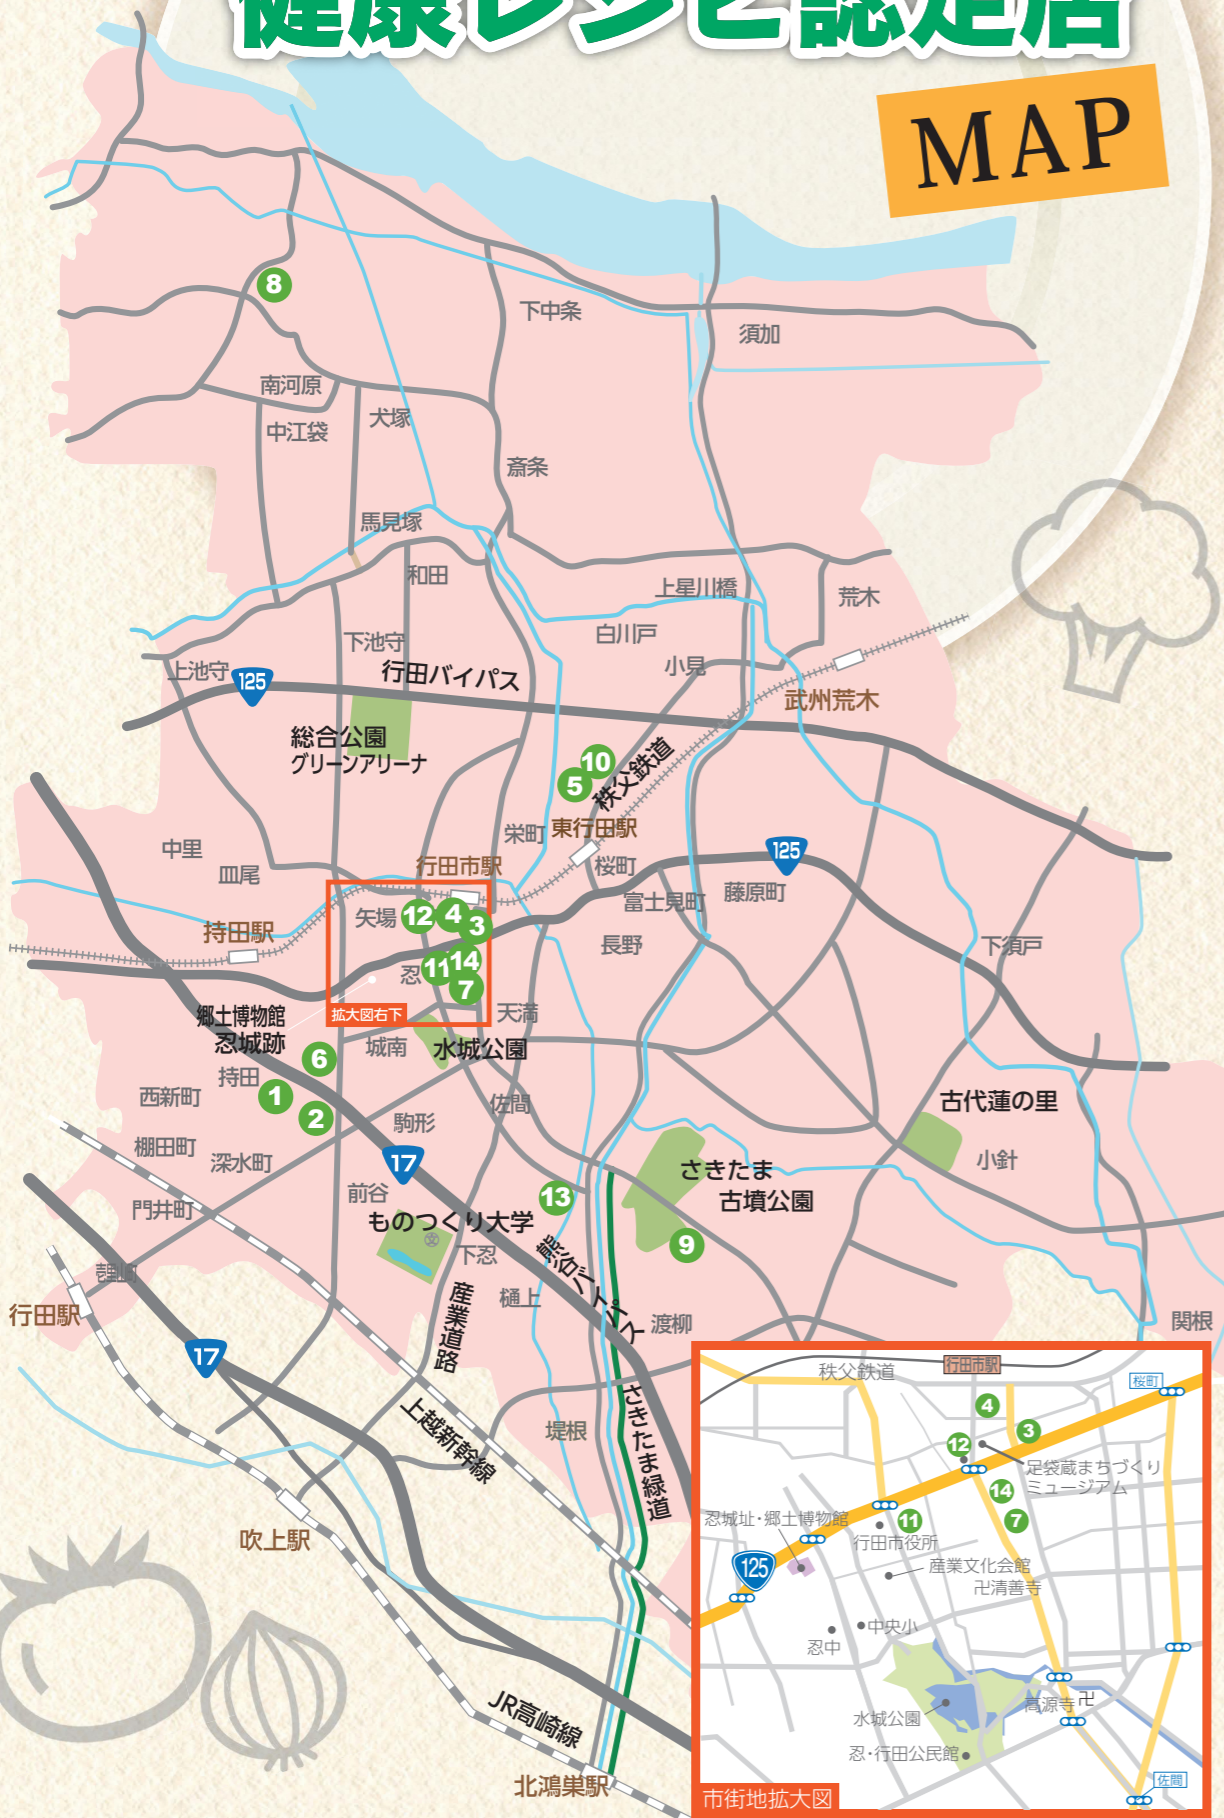 健康レシピ認定店
MAP
8
下中条
須加
南河原
中江袋
犬塚
斎条
馬見塚
和田
上星川橋
荒木
白川戸
下池守
小見
上池守
125
行田バイパス
武州荒木
総合公園
グリーンアリーナ
10
5
秩父鉄道
栄町
東行田駅
中里
皿尾
行田市駅
桜町
125
富士見町
藤原町
矢場
12
4
3
持田駅
長野
下須戸
忍
11
14
7
拡大図右下
天満
郷土博物館
忍城跡
城南
水城公園
6
持田
1
西新町
2
佐間
駒形
古代蓮の里
棚田町
深水町
17
小針
さきたま
古墳公園
前谷
13
門井町
ものつくり大学
9
下忍
熊谷バイパス
壱里山
産業道路
樋上
行田駅
渡柳
関根
17
上越新幹線
堤根
さきたま緑道
吹上駅
JR高崎線
北鴻巣駅
秩父鉄道
行田市駅
桜町
4
3
12
足袋蔵まちづくり
ミュージアム
14
忍城址・郷土博物館
11
7
行田市役所
125
産業文化会館
卍清善寺
中央小
忍中
水城公園
高源寺卍
忍・行田公民館
佐間
市街地拡大図